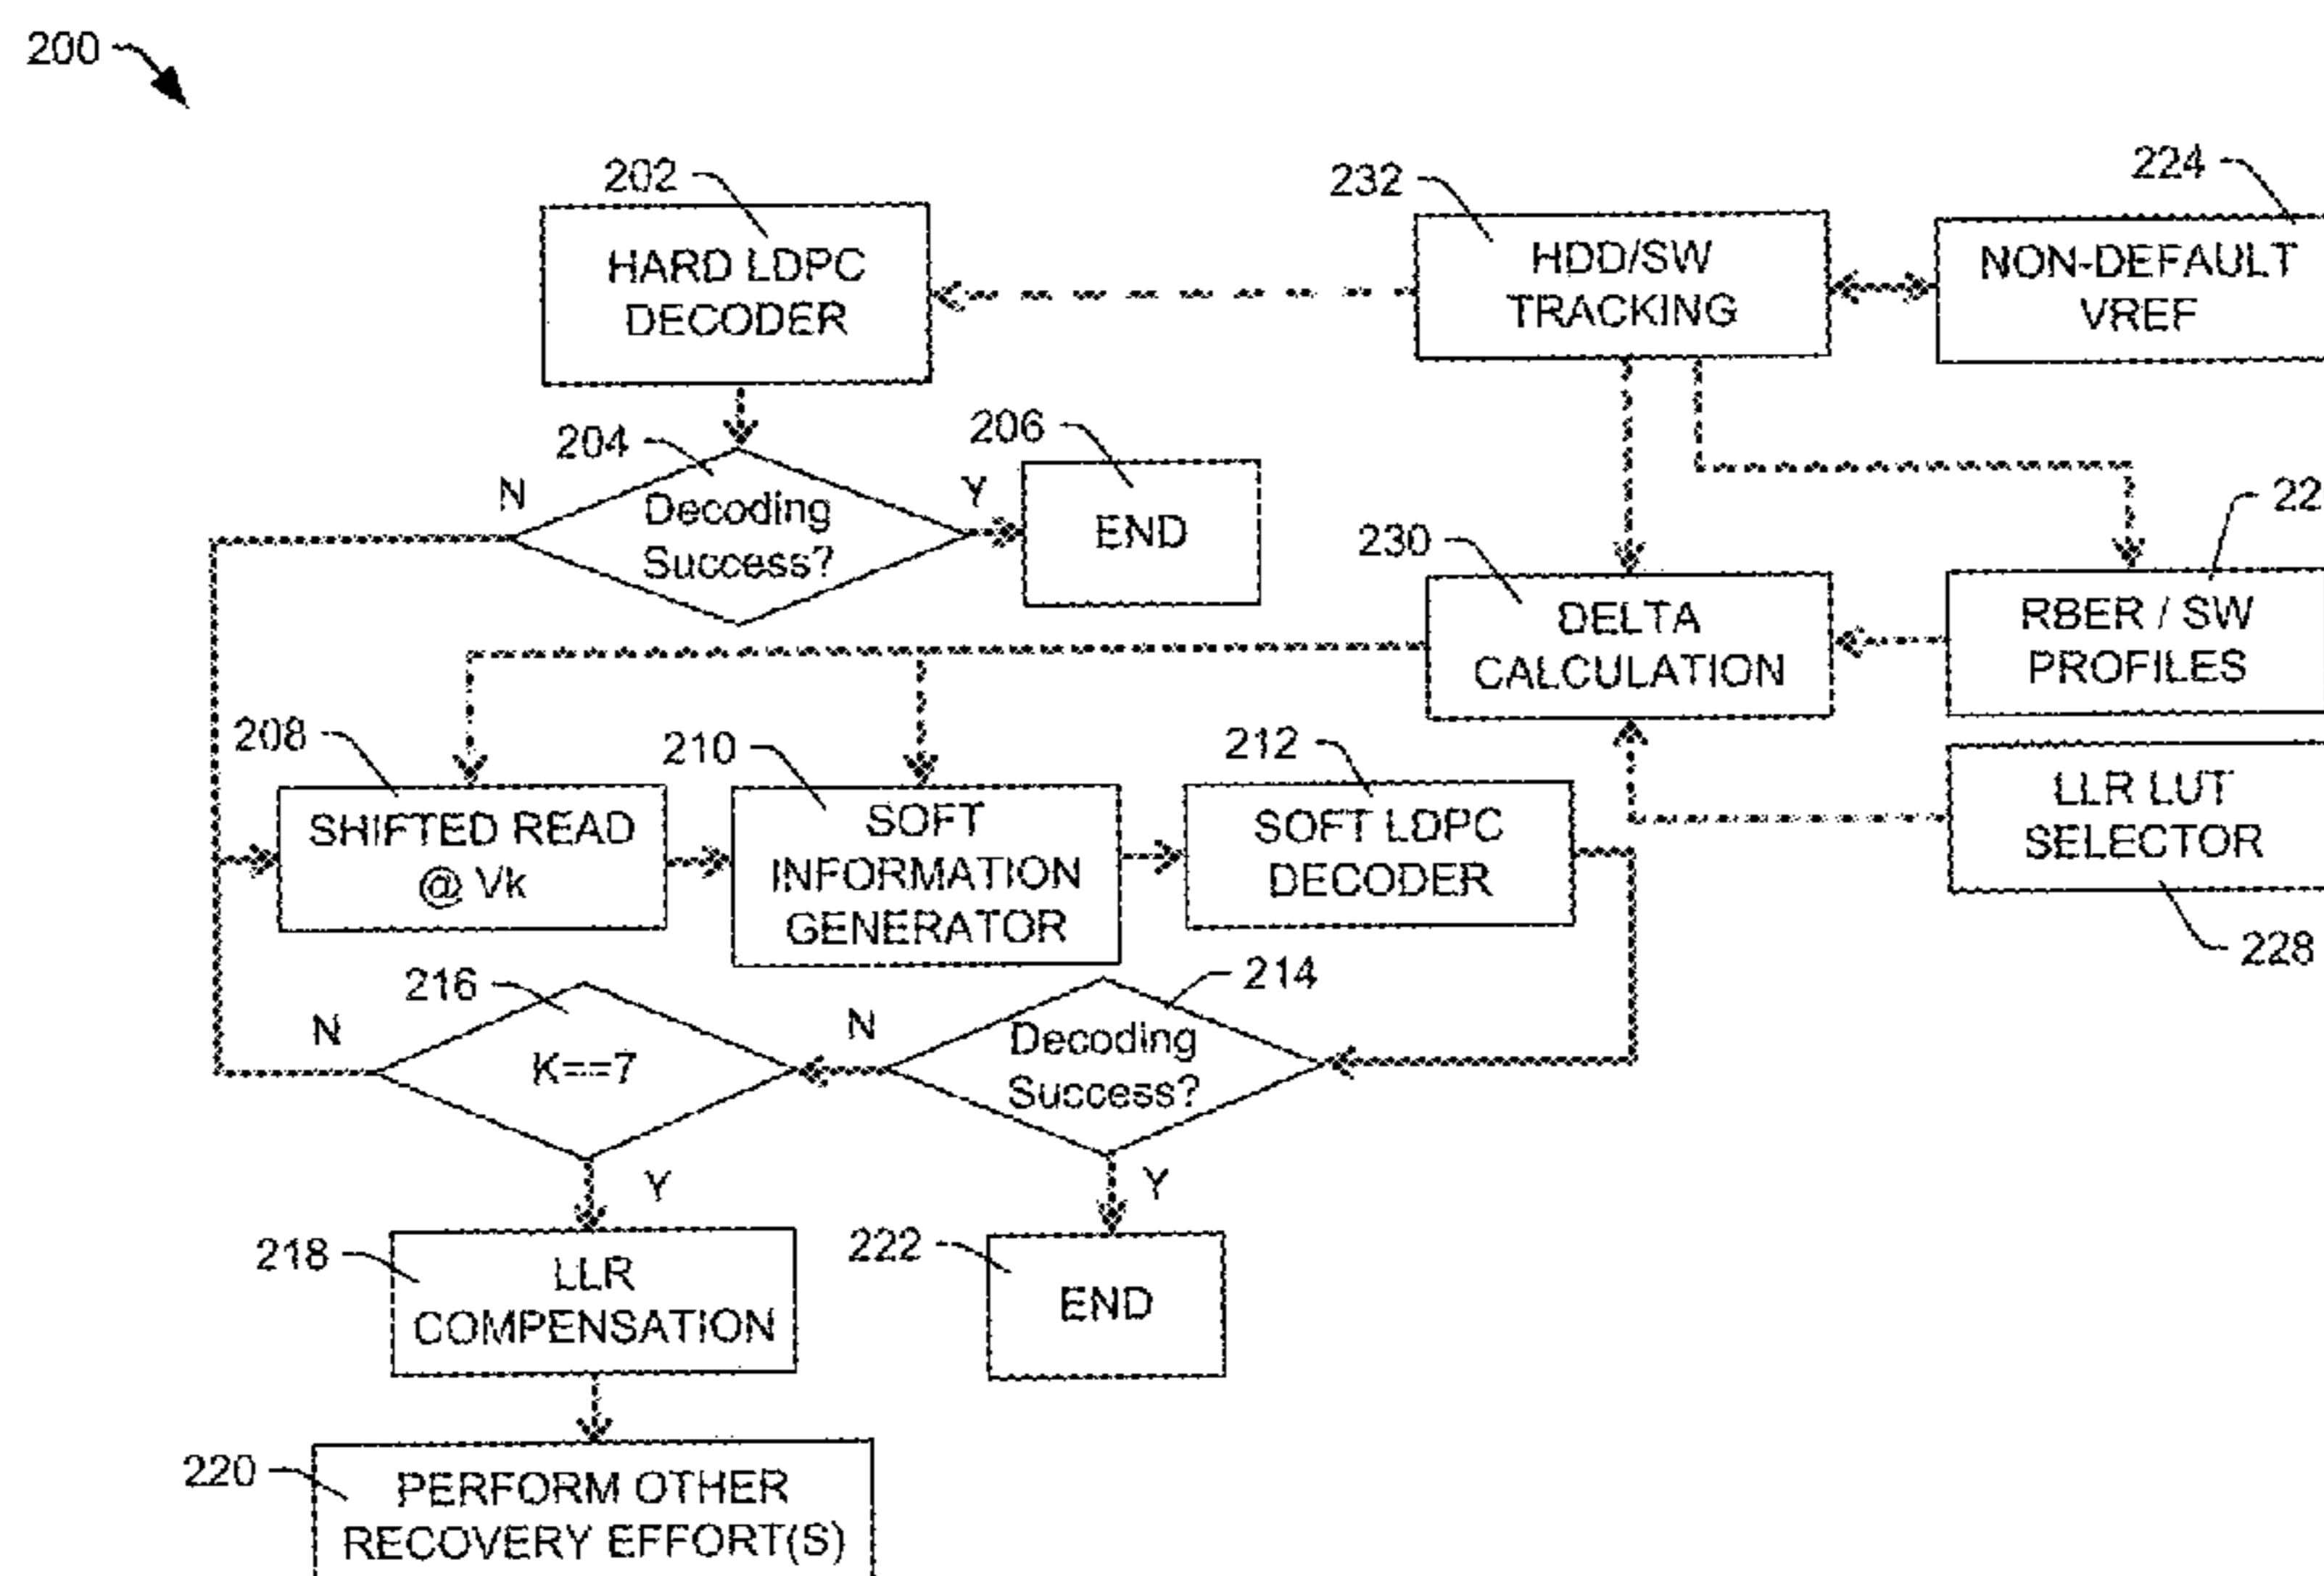 200
202
232
224
HARD LDPC
DECODER
HDD/SW
TRACKING
NON-DEFAULT
VREF
204
206
N
Decoding
Success?
Y
END
230
22
DELTA
CALCULATION
RBER / SW
PROFILES
208
210
212
SHIFTED READ
@ Vk
SOFT
INFORMATION
GENERATOR
SOFT LDPC
DECODER
LLR LUT
SELECTOR
228
216
214
N
K==7
N
Decoding
Success?
Y
Y
218
LLR
COMPENSATION
222
END
220
PERFORM OTHER
RECOVERY EFFORT(S)